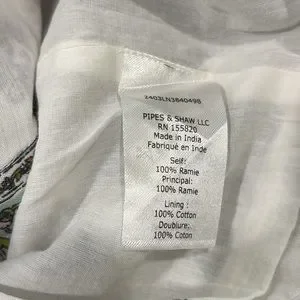 2403LN3840498
PIPES & SHAW LLC
RN 155820
Made in India
Fabriqué en Inde
Self:
100% Ramie
Principal:
100% Ramie
Lining :
100% Cotton
Doublure:
100% Coton